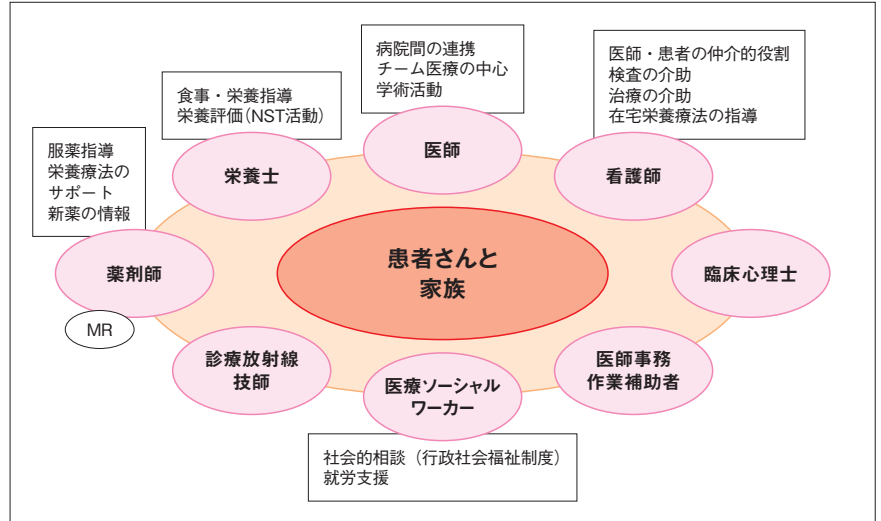 病院間の連携
チーム医療の中心
学術活動
医師・患者の仲介的役割
検査の介助
治療の介助
在宅栄養療法の指導
食事・栄養指導
栄養評価(NST活動)
服薬指導
栄養療法の
サポート
新薬の情報
医師
栄養士
看護師
薬剤師
患者さんと
家族
臨床心理士
MR
診療放射線
技師
医療ソーシャル
ワーカー
医師事務
作業補助者
社会的相談(行政社会福祉制度)
就労支援